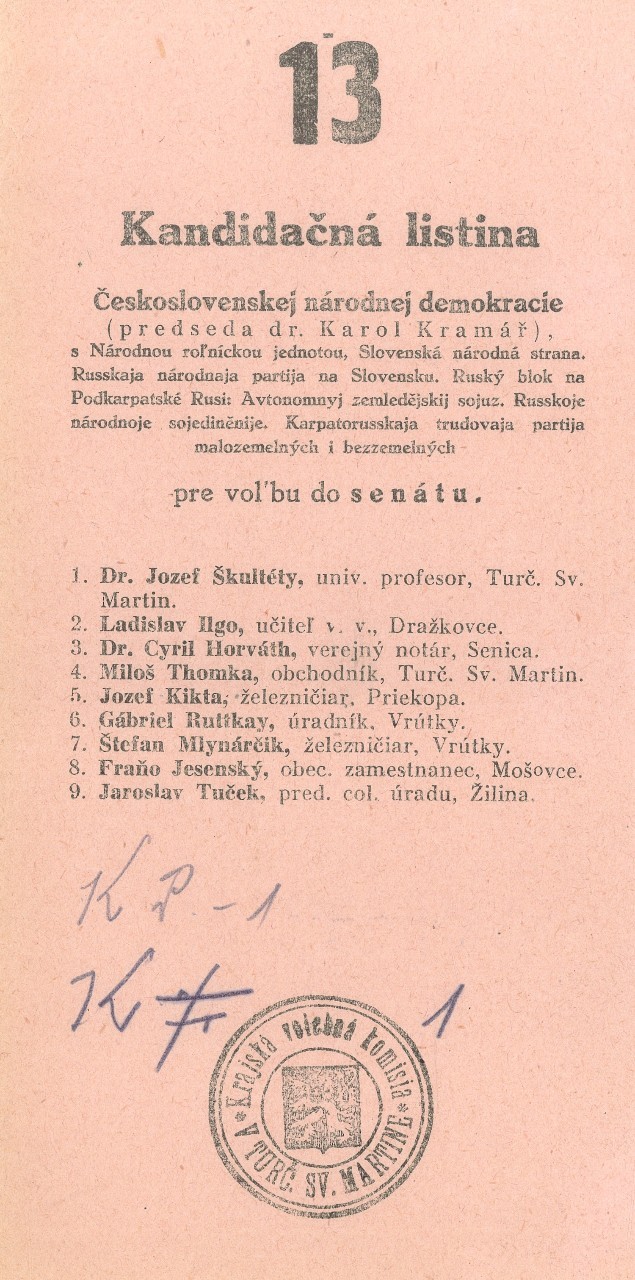 13
Kandidačná listina
Československej národnej demokracie
(predseda dr. Karol Kramář),
s Národnou roľníckou jednotou, Slovenská národná strana.
Russkaja národnaja partija na Slovensku. Ruský blok na
Podkarpatské Rusi: Avtonomnyj zemledějskij sojuz. Russkoje
národnoje sojediněnije. Karpatorusskaja trudovaja partija
malozemelných i bezzemelných
pre voľbu do senátu.
1. Dr. Jozef Škultéty, univ. profesor, Turč. Sv.
Martin.
2. Ladislav Ilgo, učiteľ v. v., Dražkovce.
3. Dr. Cyril Horváth, verejný notár, Senica.
4. Miloš Thomka, obchodník, Turč. Sv. Martin.
5. Jozef Kikta, železničiar, Priekopa.
6. Gábriel Ruttkay, úradník, Vrútky.
7. Štefan Mlynárčik, železničiar, Vrútky.
8. Fraňo Jesenský, obec. zamestnanec, Mošovce.
9. Jaroslav Tuček, pred. col. úradu, Žilina.
K P. - 1
K 1
Krajská volebná komisia
V TURČ. SV. MARTINE